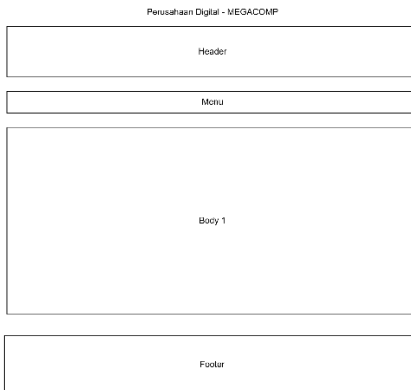 Perusahaan Digital - MEGACOMP
Header
Menu
Body 1
Footer